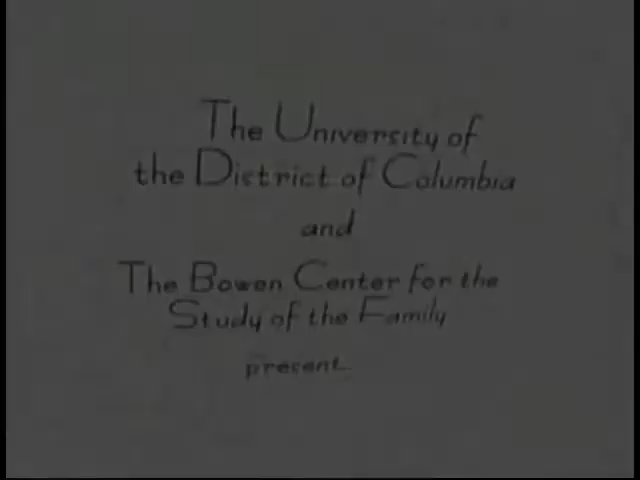 The University of
the District of Columbia
and
The Bowen Center for the
Study of the Family
present